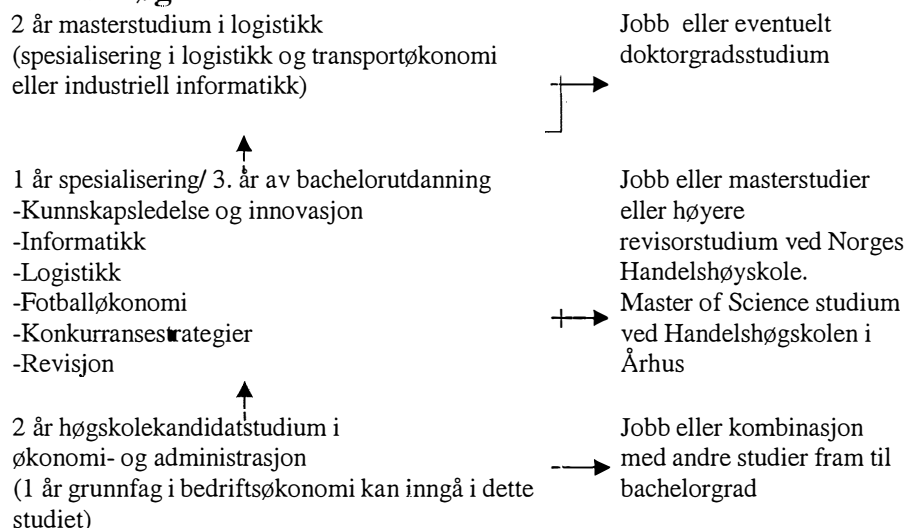 2 år masterstudium i logistikk
(spesialisering i logistikk og transportøkonomi
eller industriell informatikk)
Jobb eller eventuelt
doktorgradsstudium
1 år spesialisering/ 3. år av bachelorutdanning
-Kunnskapsledelse og innovasjon
-Informatikk
-Logistikk
-Fotballøkonomi
-Konkurransestrategier
-Revisjon
Jobb eller masterstudier
eller høyere
revisorstudium ved Norges
Handelshøyskole.
Master of Science studium
ved Handelshøgskolen i
Århus
2 år høgskolekandidatstudium i
økonomi- og administrasjon
(1 år grunnfag i bedriftsøkonomi kan inngå i dette
studiet)
Jobb eller kombinasjon
med andre studier fram til
bachelorgrad